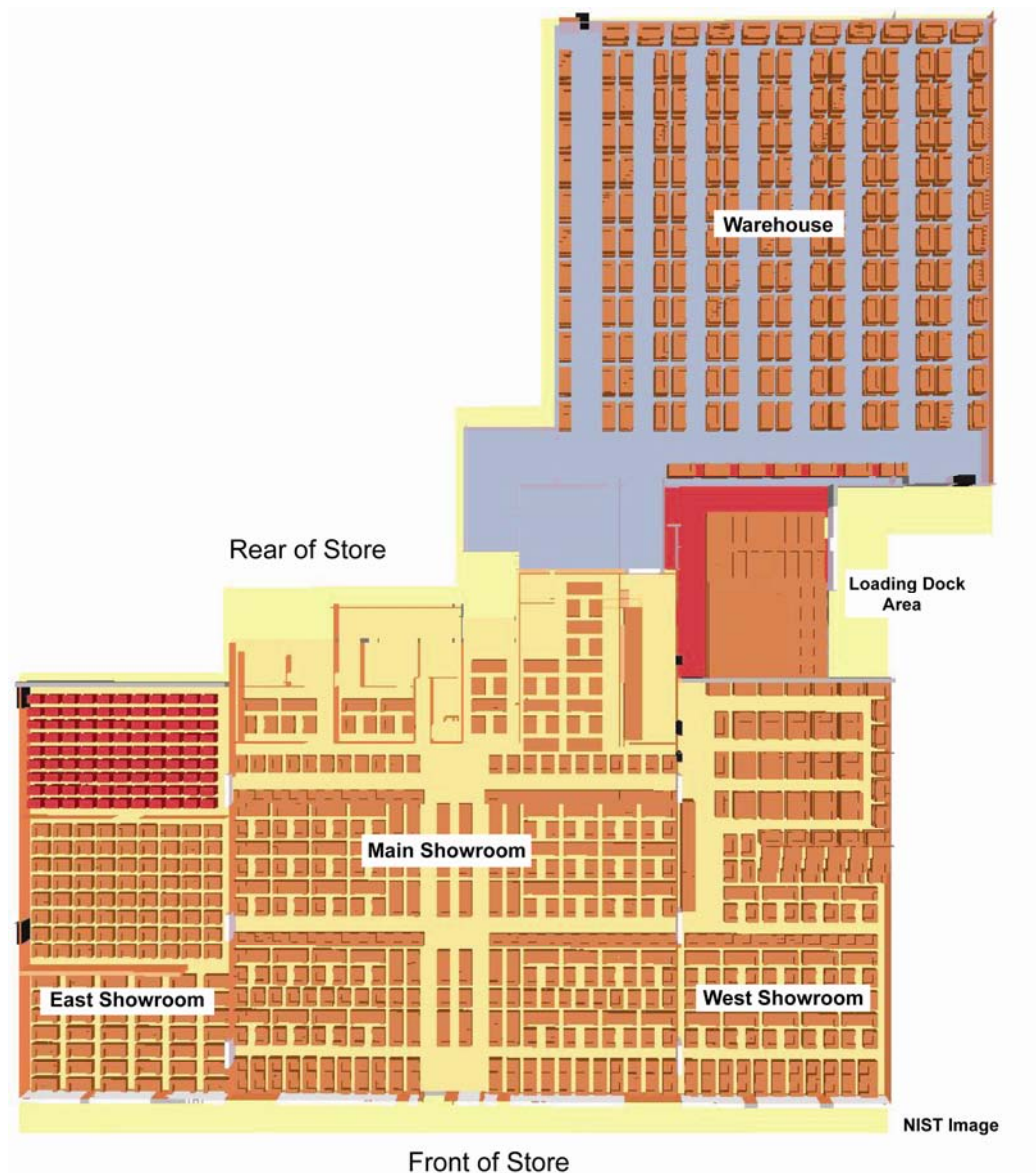 Warehouse
Rear of Store
Loading Dock
Area
Main Showroom
East Showroom
West Showroom
NIST Image
Front of Store